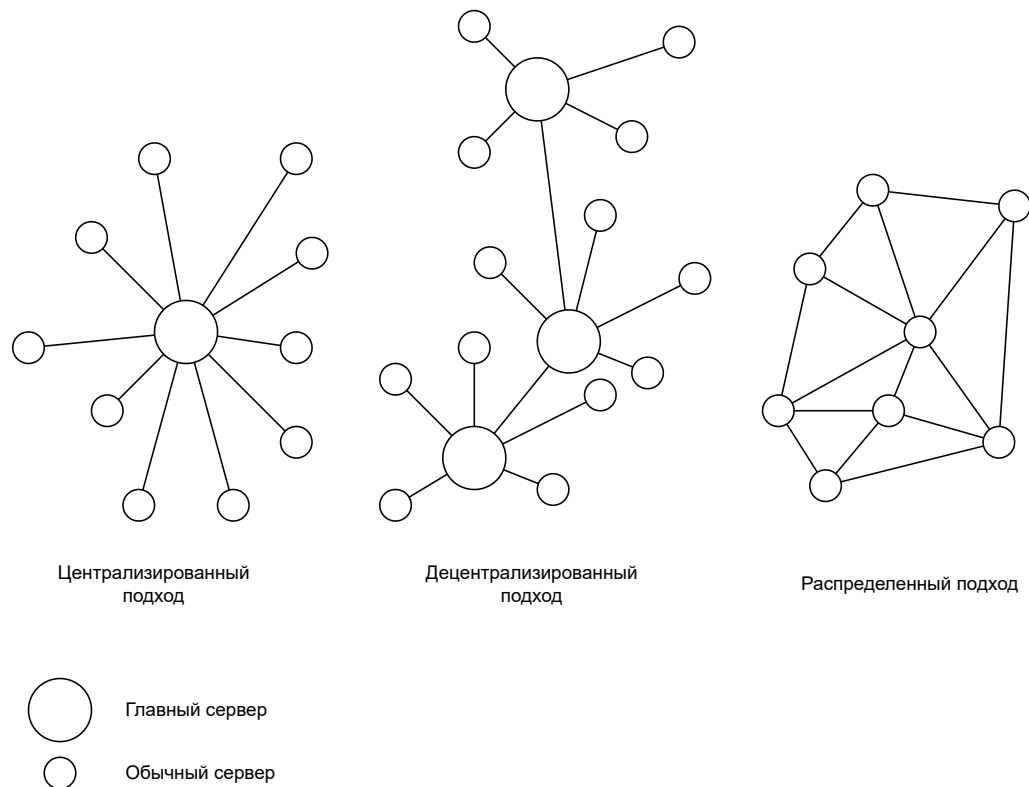 Централизированный
подход
Децентрализированный
подход
Распределенный подход
Главный сервер
Обычный сервер